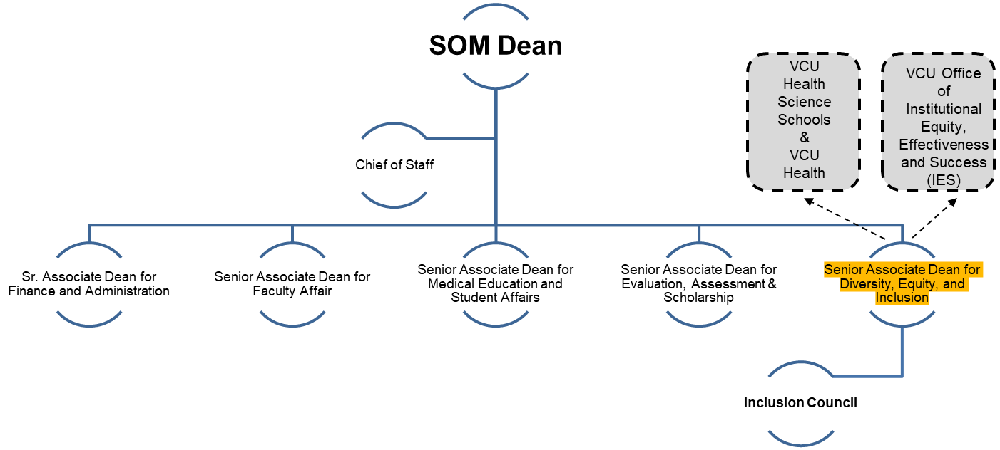 SOM Dean
VCU
Health
Science
Schools
&
VCU
Health
VCU Office
of
Institutional
Equity,
Effectiveness
and Success
(IES)
Chief of Staff
Sr. Associate Dean for
Finance and Administration
Senior Associate Dean for
Faculty Affair
Senior Associate Dean for
Medical Education and
Student Affairs
Senior Associate Dean for
Evaluation, Assessment &
Scholarship
Senior Associate Dean for
Diversity, Equity, and
Inclusion
Inclusion Council